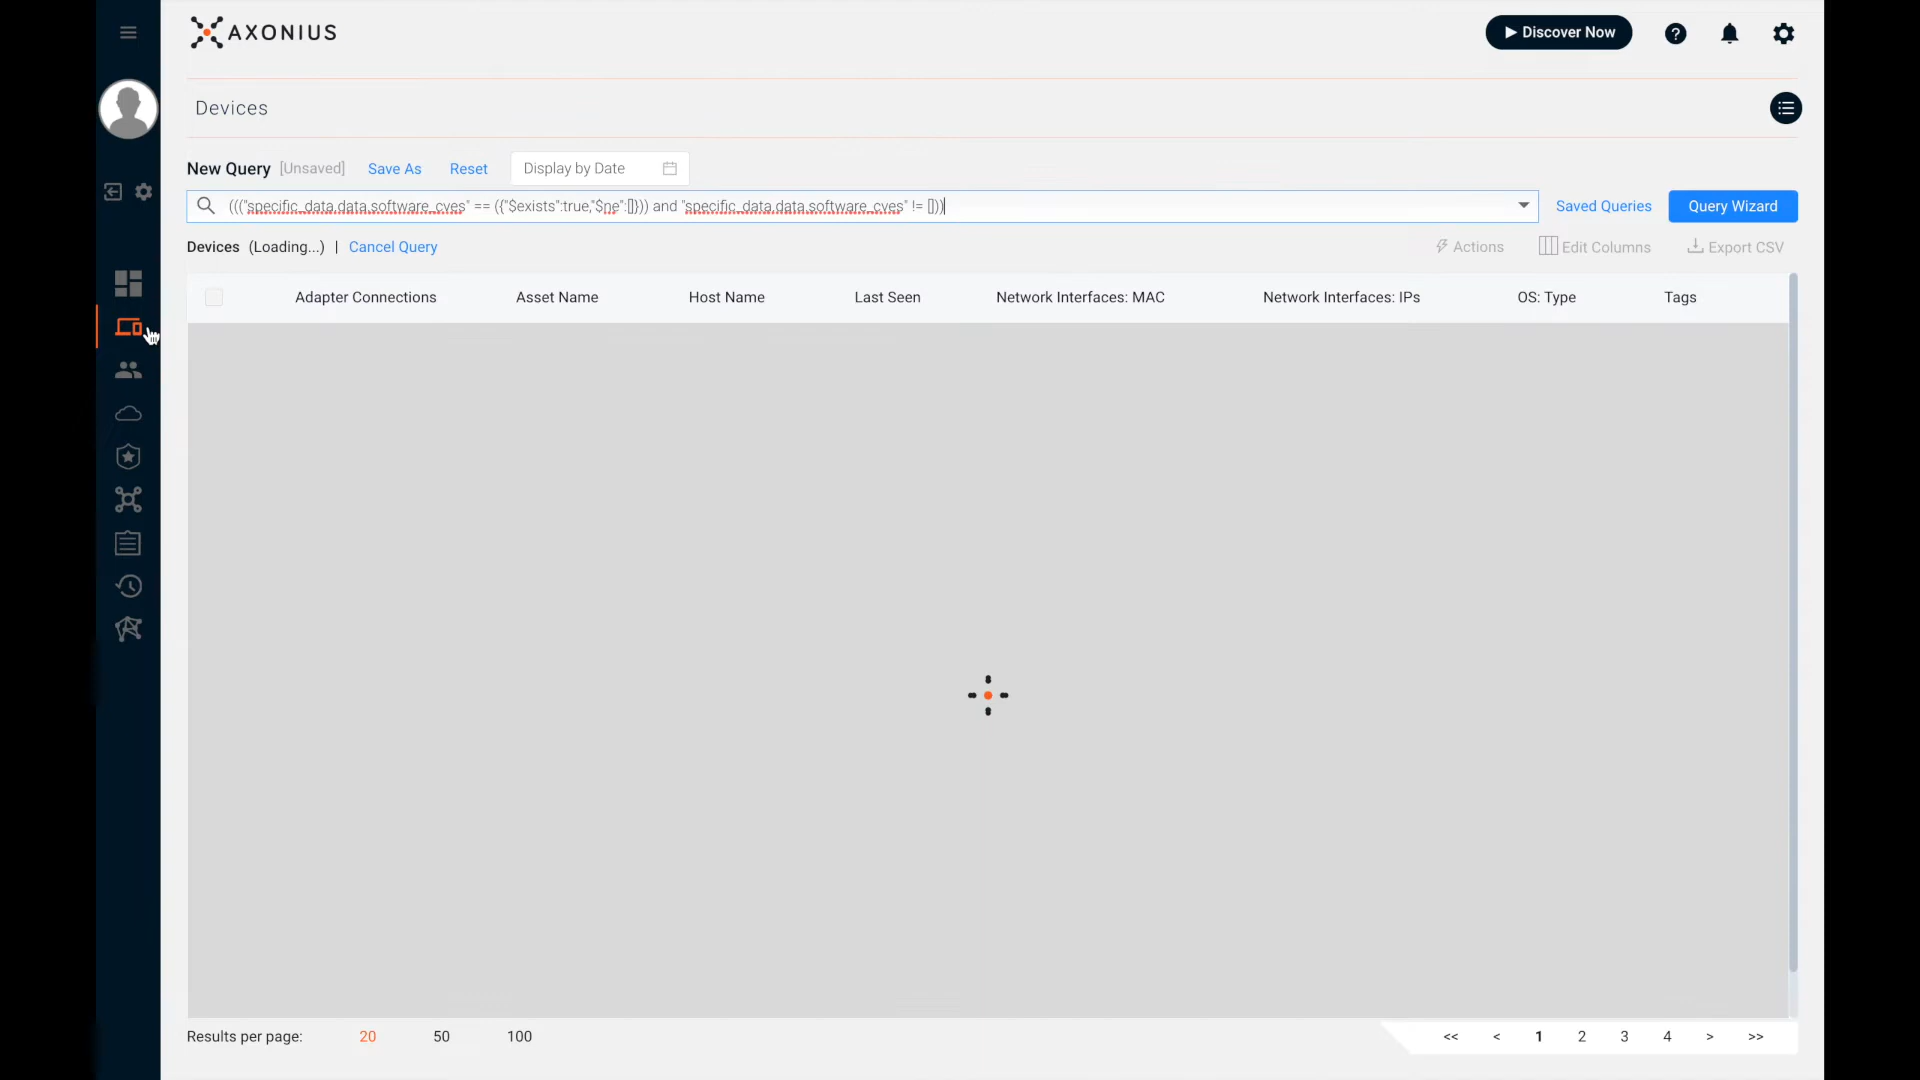 AXONIUS
Discover Now
Devices
New Query [Unsaved] Save As Reset Display by Date
((("specific_data.data.software_cves" == ({"$exists":true,"$ne":[]})) and "specific_data.data.software_cves" != []))
Saved Queries Query Wizard
Devices (Loading...) | Cancel Query
Actions Edit Columns Export CSV
Adapter Connections Asset Name Host Name Last Seen Network Interfaces: MAC Network Interfaces: IPs OS: Type Tags
Results per page: 20 50 100
<< < 1 2 3 4 > >>